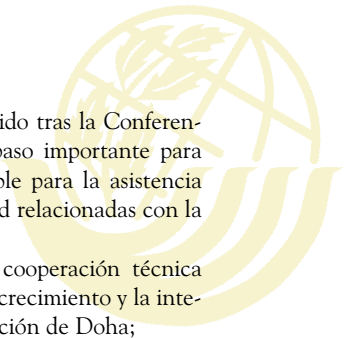 ido tras la Conferen-
paso importante para
ble para la asistencia
d relacionadas con la
cooperación técnica
crecimiento y la inte-
ción de Doha;